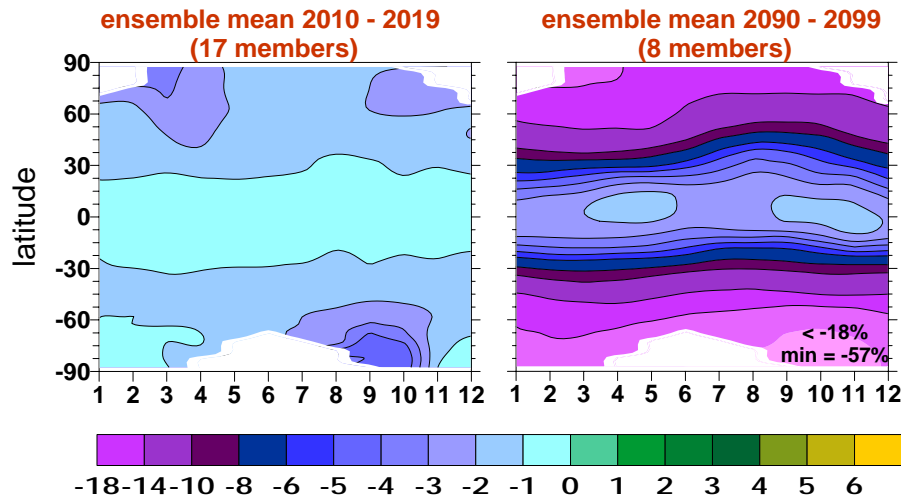 ensemble mean 2010 - 2019
(17 members)
ensemble mean 2090 - 2099
(8 members)
latitude
90
60
30
0
-30
-60
-90
1 2 3 4 5 6 7 8 9 10 11 12
< -18%
min = -57%
1 2 3 4 5 6 7 8 9 10 11 12
-18 -14 -10 -8 -6 -5 -4 -3 -2 -1 0 1 2 3 4 5 6